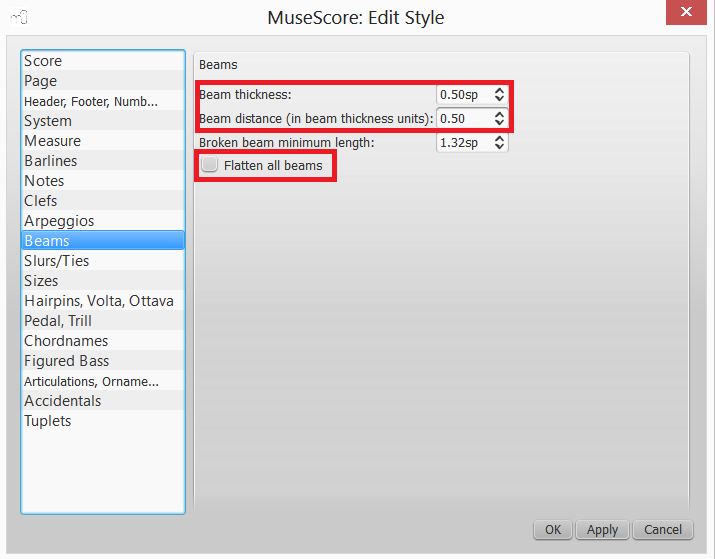 MuseScore: Edit Style
Score
Page
Header, Footer, Numb...
System
Measure
Barlines
Notes
Clefs
Arpeggios
Beams
Slurs/Ties
Sizes
Hairpins, Volta, Ottava
Pedal, Trill
Chordnames
Figured Bass
Articulations, Orname...
Accidentals
Tuplets
Beams
Beam thickness: 0.50sp
Beam distance (in beam thickness units): 0.50
Broken beam minimum length: 1.32sp
Flatten all beams
OK Apply Cancel